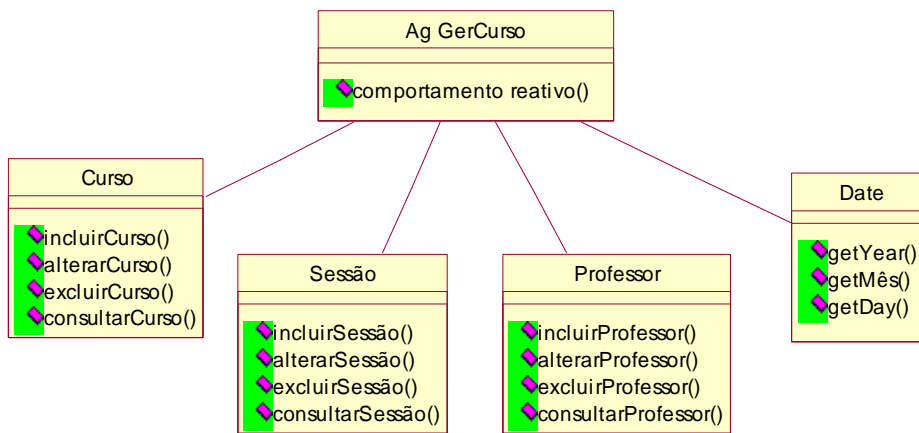 Ag GerCurso
comportamento reativo()
Curso
incluirCurso()
alterarCurso()
excluirCurso()
consultarCurso()
Sessão
incluirSessão()
alterarSessão()
excluirSessão()
consultarSessão()
Professor
incluirProfessor()
alterarProfessor()
excluirProfessor()
consultarProfessor()
Date
getYear()
getMês()
getDay()